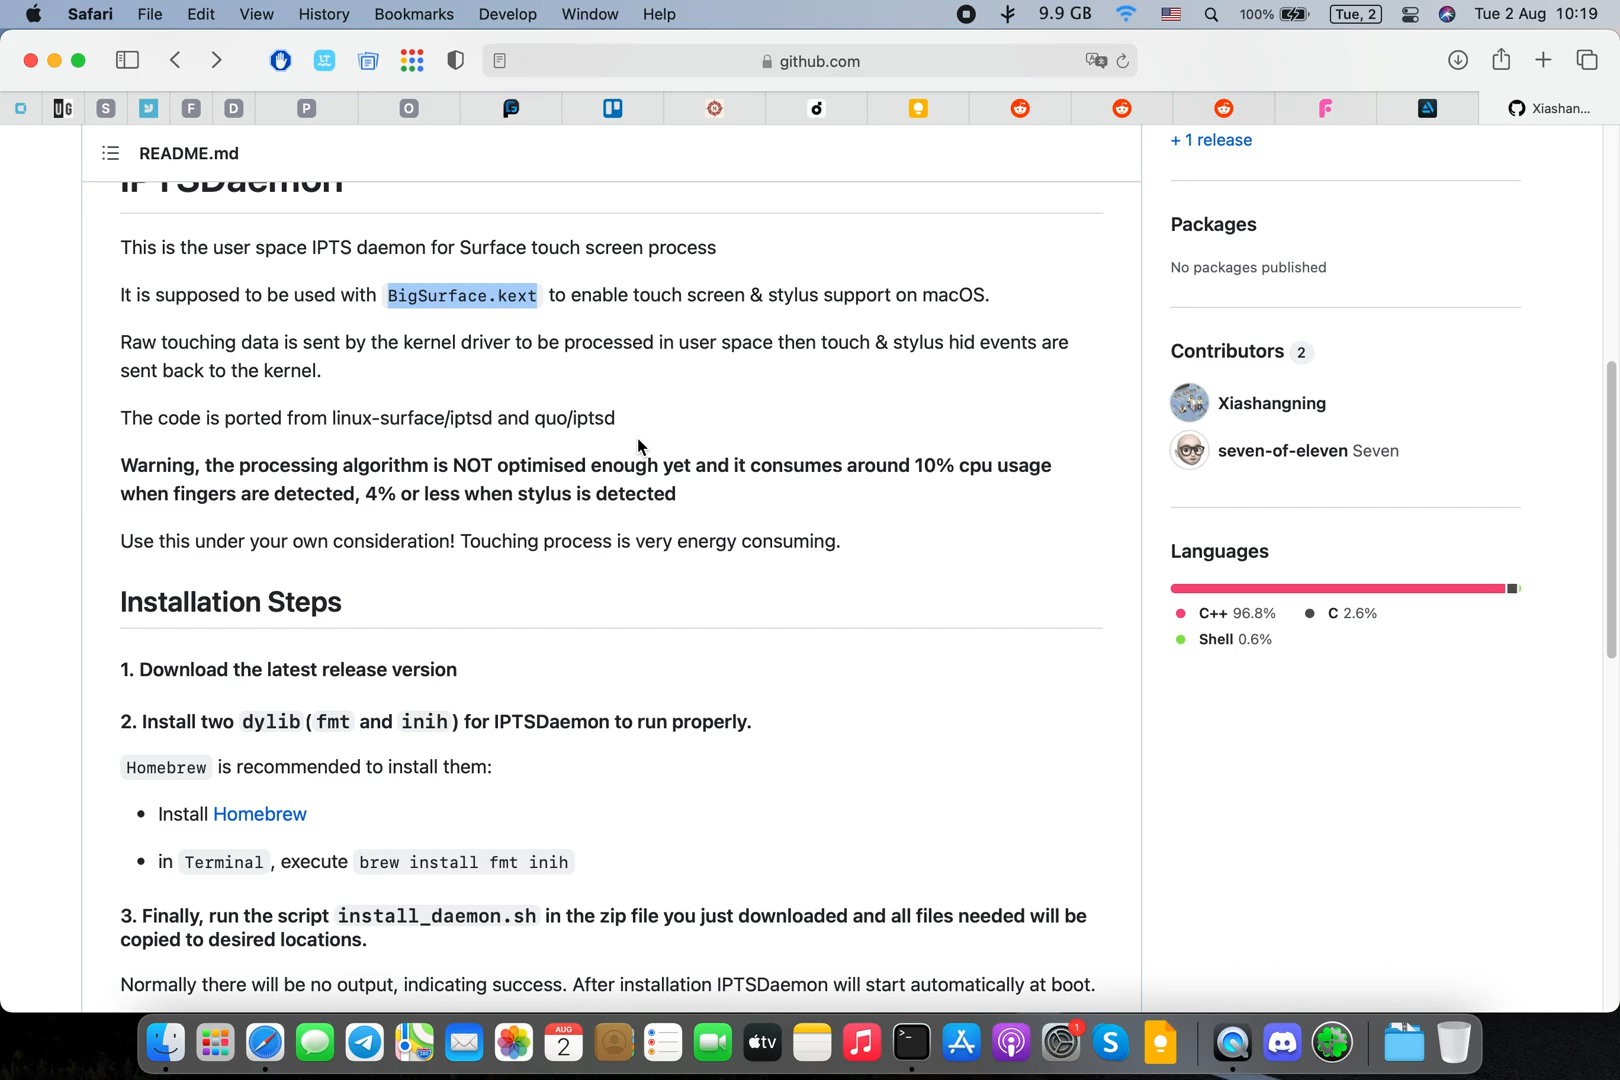 Safari File Edit View History Bookmarks Develop Window Help 9.9 GB 100% Tue, 2 Tue 2 Aug 10:19
LT github.com
UG S F D P O Xiashan...
README.md
+ 1 release
IPTSDaemon
This is the user space IPTS daemon for Surface touch screen process
It is supposed to be used with BigSurface.kext to enable touch screen & stylus support on macOS.
Raw touching data is sent by the kernel driver to be processed in user space then touch & stylus hid events are
sent back to the kernel.
The code is ported from linux-surface/iptsd and quo/iptsd
Warning, the processing algorithm is NOT optimised enough yet and it consumes around 10% cpu usage
when fingers are detected, 4% or less when stylus is detected
Use this under your own consideration! Touching process is very energy consuming.
Installation Steps
1. Download the latest release version
2. Install two dylib(fmt and inih) for IPTSDaemon to run properly.
Homebrew is recommended to install them:
• Install Homebrew
• in Terminal, execute brew install fmt inih
3. Finally, run the script install_daemon.sh in the zip file you just downloaded and all files needed will be
copied to desired locations.
Normally there will be no output, indicating success. After installation IPTSDaemon will start automatically at boot.
Packages
No packages published
Contributors 2
Xiashangning
seven-of-eleven Seven
Languages
C++ 96.8% C 2.6%
Shell 0.6%
AUG
2
tv
1